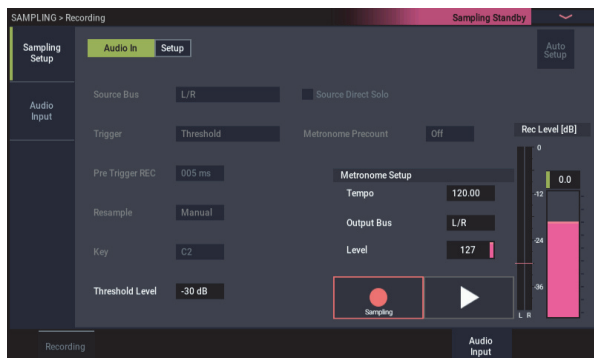 SAMPLING > Recording
Sampling Standby
Sampling
Setup
Audio In
Setup
Auto
Setup
Audio
Input
Source Bus
L/R
Source Direct Solo
Trigger
Threshold
Metronome Precount
Off
Rec Level [dB]
0
Pre Trigger REC
005 ms
Metronome Setup
0.0
Tempo
120.00
-12
Resample
Manual
Output Bus
L/R
-24
Key
C2
Level
127
Threshold Level
-30 dB
-36
Sampling
L R
Recording
Audio
Input